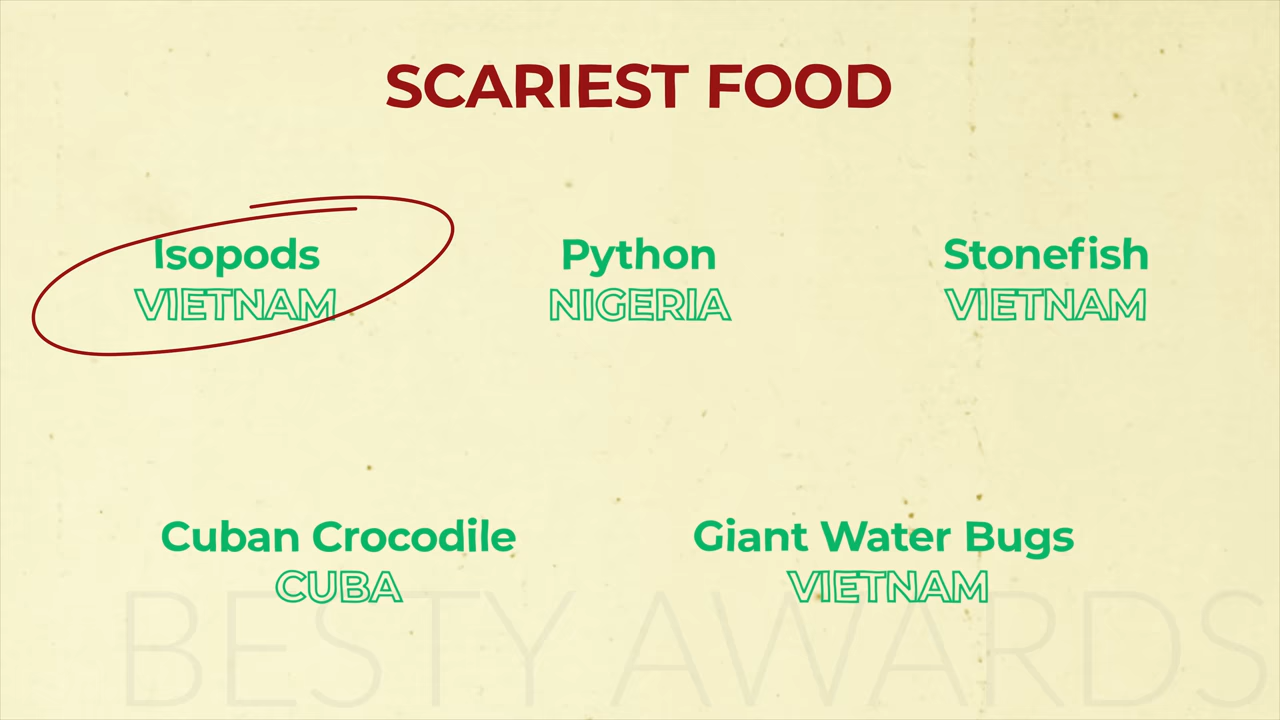 SCARIEST FOOD
Isopods
VIETNAM
Python
NIGERIA
Stonefish
VIETNAM
Cuban Crocodile
CUBA
Giant Water Bugs
VIETNAM
BESTY AWARDS